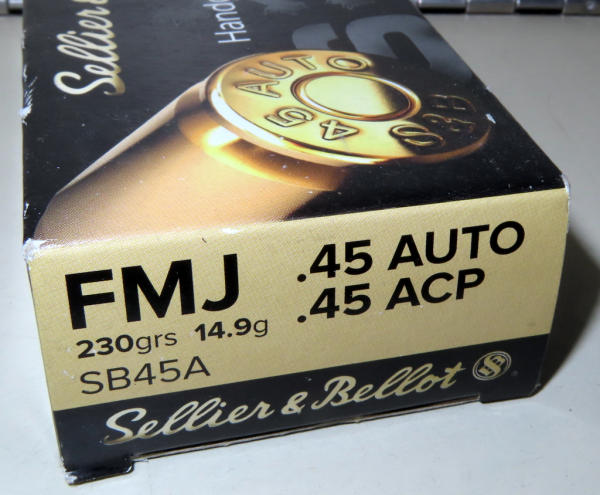 Sellier &
Hand
45 AUTO S&B
FMJ
.45 AUTO
.45 ACP
230grs 14.9g
SB45A
Sellier & Bellot S&B